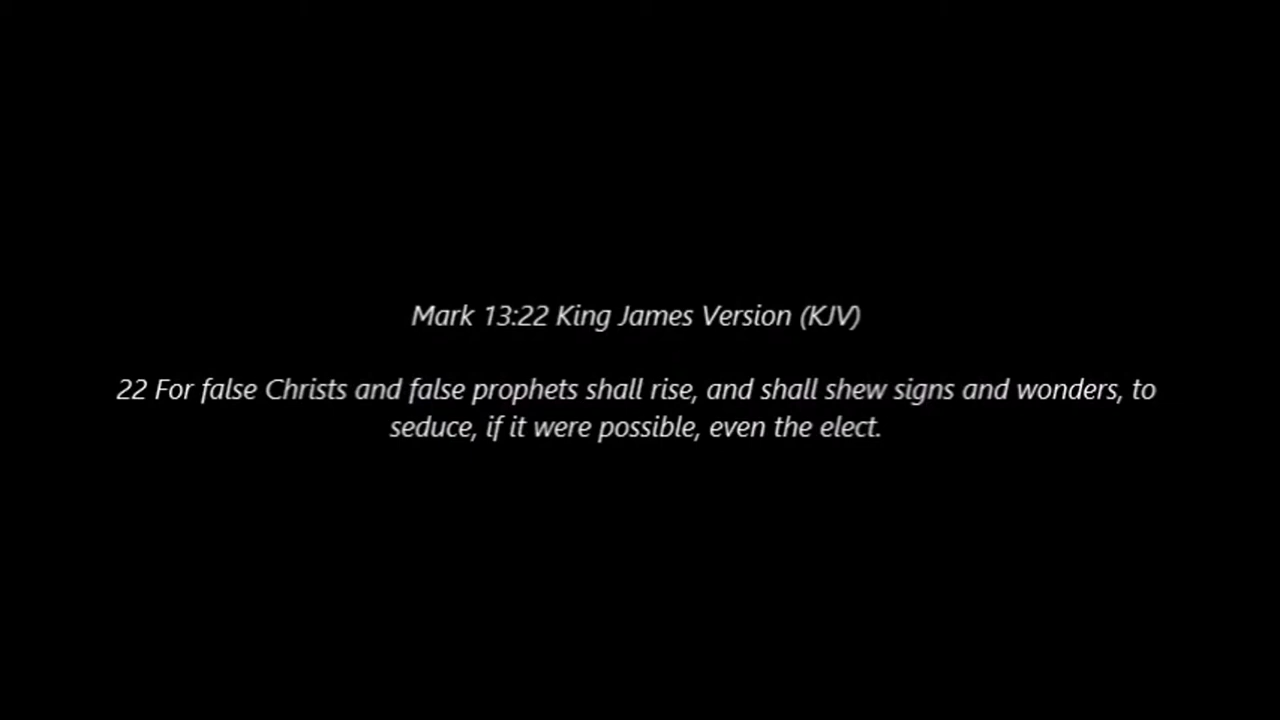 Mark 13:22 King James Version (KJV)
22 For false Christs and false prophets shall rise, and shall shew signs and wonders, to
seduce, if it were possible, even the elect.